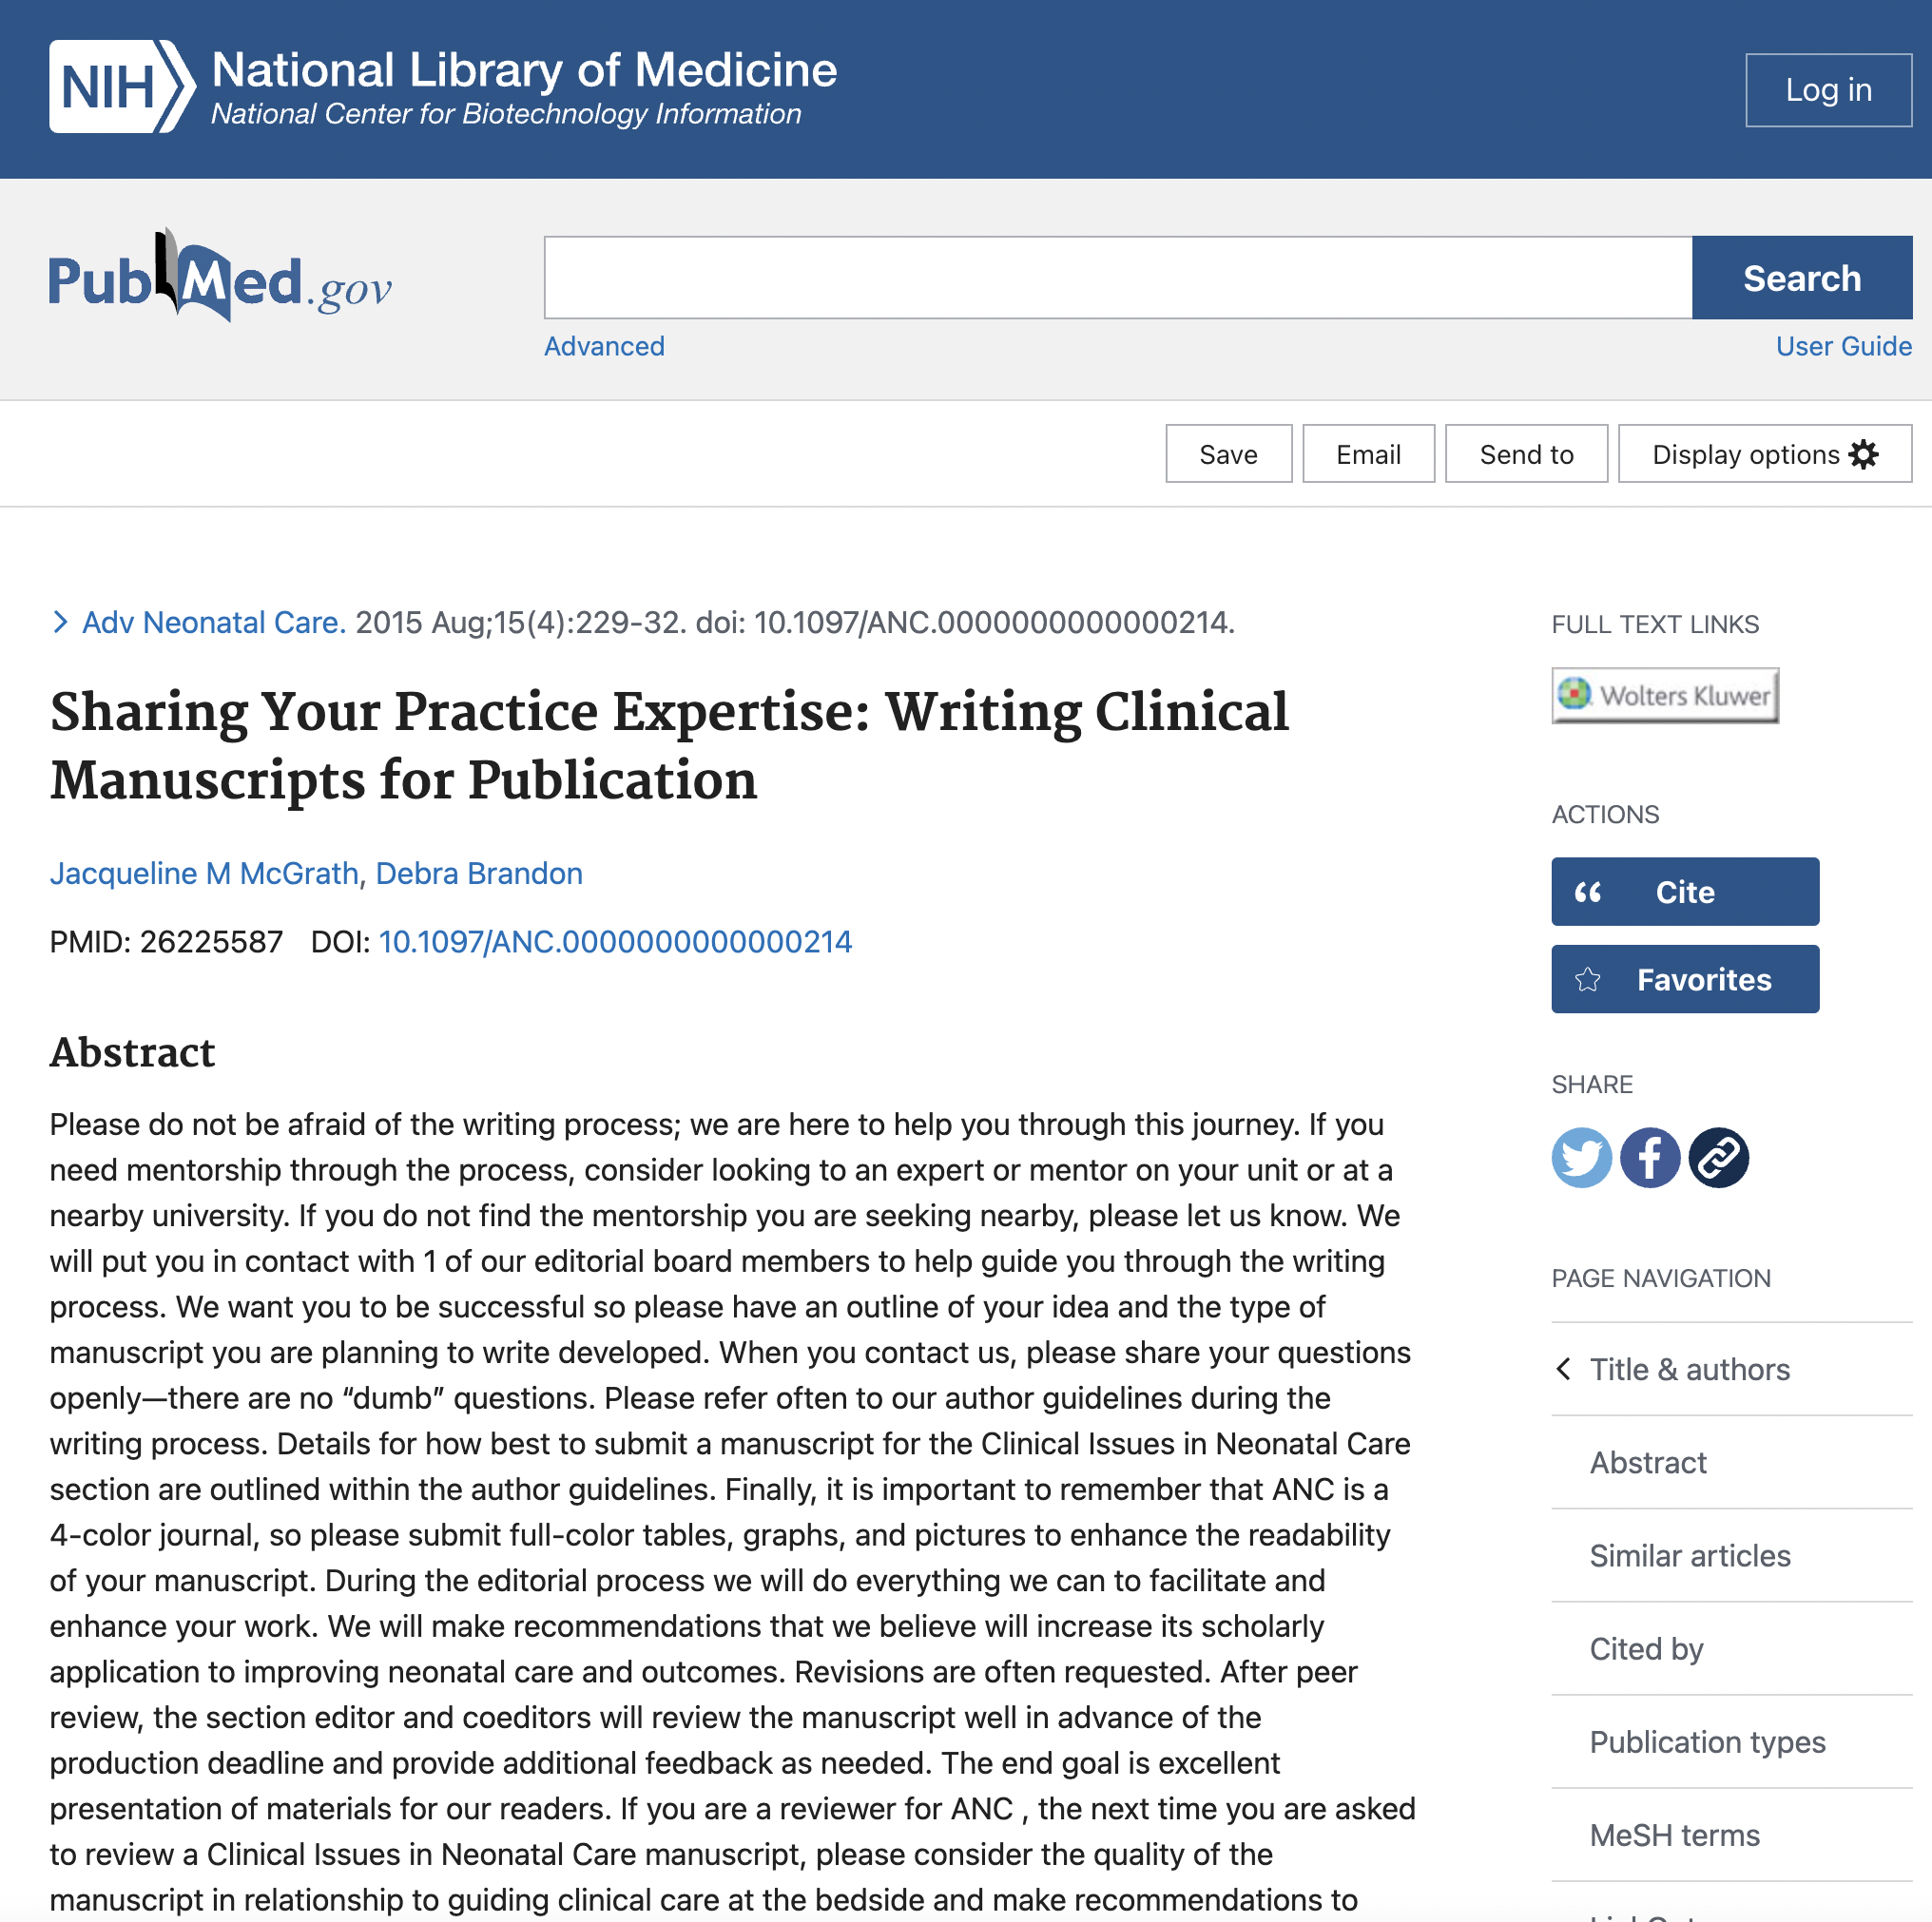 NIH National Library of Medicine
National Center for Biotechnology Information
Log in
PubMed.gov
Search
Advanced
User Guide
Save
Email
Send to
Display options
Adv Neonatal Care. 2015 Aug;15(4):229-32. doi: 10.1097/ANC.0000000000000214.
Sharing Your Practice Expertise: Writing Clinical
Manuscripts for Publication
Jacqueline M McGrath, Debra Brandon
PMID: 26225587 DOI: 10.1097/ANC.0000000000000214
Abstract
Please do not be afraid of the writing process; we are here to help you through this journey. If you
need mentorship through the process, consider looking to an expert or mentor on your unit or at a
nearby university. If you do not find the mentorship you are seeking nearby, please let us know. We
will put you in contact with 1 of our editorial board members to help guide you through the writing
process. We want you to be successful so please have an outline of your idea and the type of
manuscript you are planning to write developed. When you contact us, please share your questions
openly—there are no “dumb” questions. Please refer often to our author guidelines during the
writing process. Details for how best to submit a manuscript for the Clinical Issues in Neonatal Care
section are outlined within the author guidelines. Finally, it is important to remember that ANC is a
4-color journal, so please submit full-color tables, graphs, and pictures to enhance the readability
of your manuscript. During the editorial process we will do everything we can to facilitate and
enhance your work. We will make recommendations that we believe will increase its scholarly
application to improving neonatal care and outcomes. Revisions are often requested. After peer
review, the section editor and coeditors will review the manuscript well in advance of the
production deadline and provide additional feedback as needed. The end goal is excellent
presentation of materials for our readers. If you are a reviewer for ANC , the next time you are asked
to review a Clinical Issues in Neonatal Care manuscript, please consider the quality of the
manuscript in relationship to guiding clinical care at the bedside and make recommendations to
FULL TEXT LINKS
Wolters Kluwer
ACTIONS
Cite
Favorites
SHARE
PAGE NAVIGATION
Title & authors
Abstract
Similar articles
Cited by
Publication types
MeSH terms